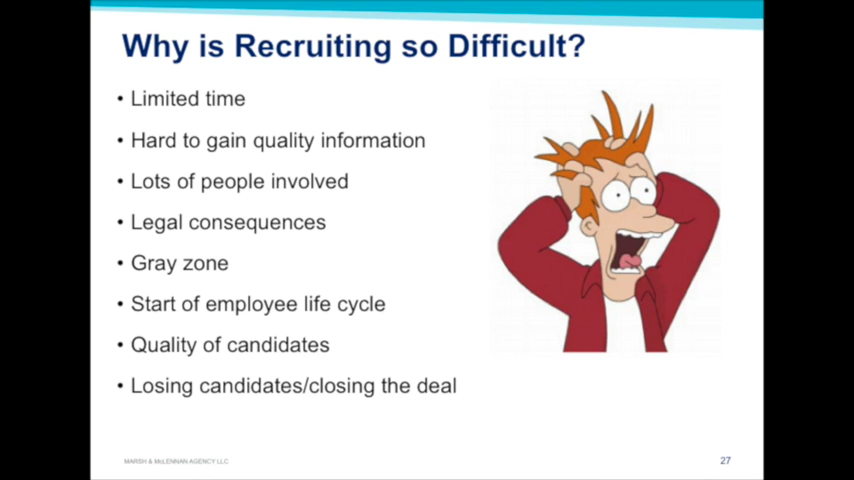 Why is Recruiting so Difficult?
• Limited time
• Hard to gain quality information
• Lots of people involved
• Legal consequences
• Gray zone
• Start of employee life cycle
• Quality of candidates
• Losing candidates/closing the deal
MARSH & McLENNAN AGENCY LLC
27